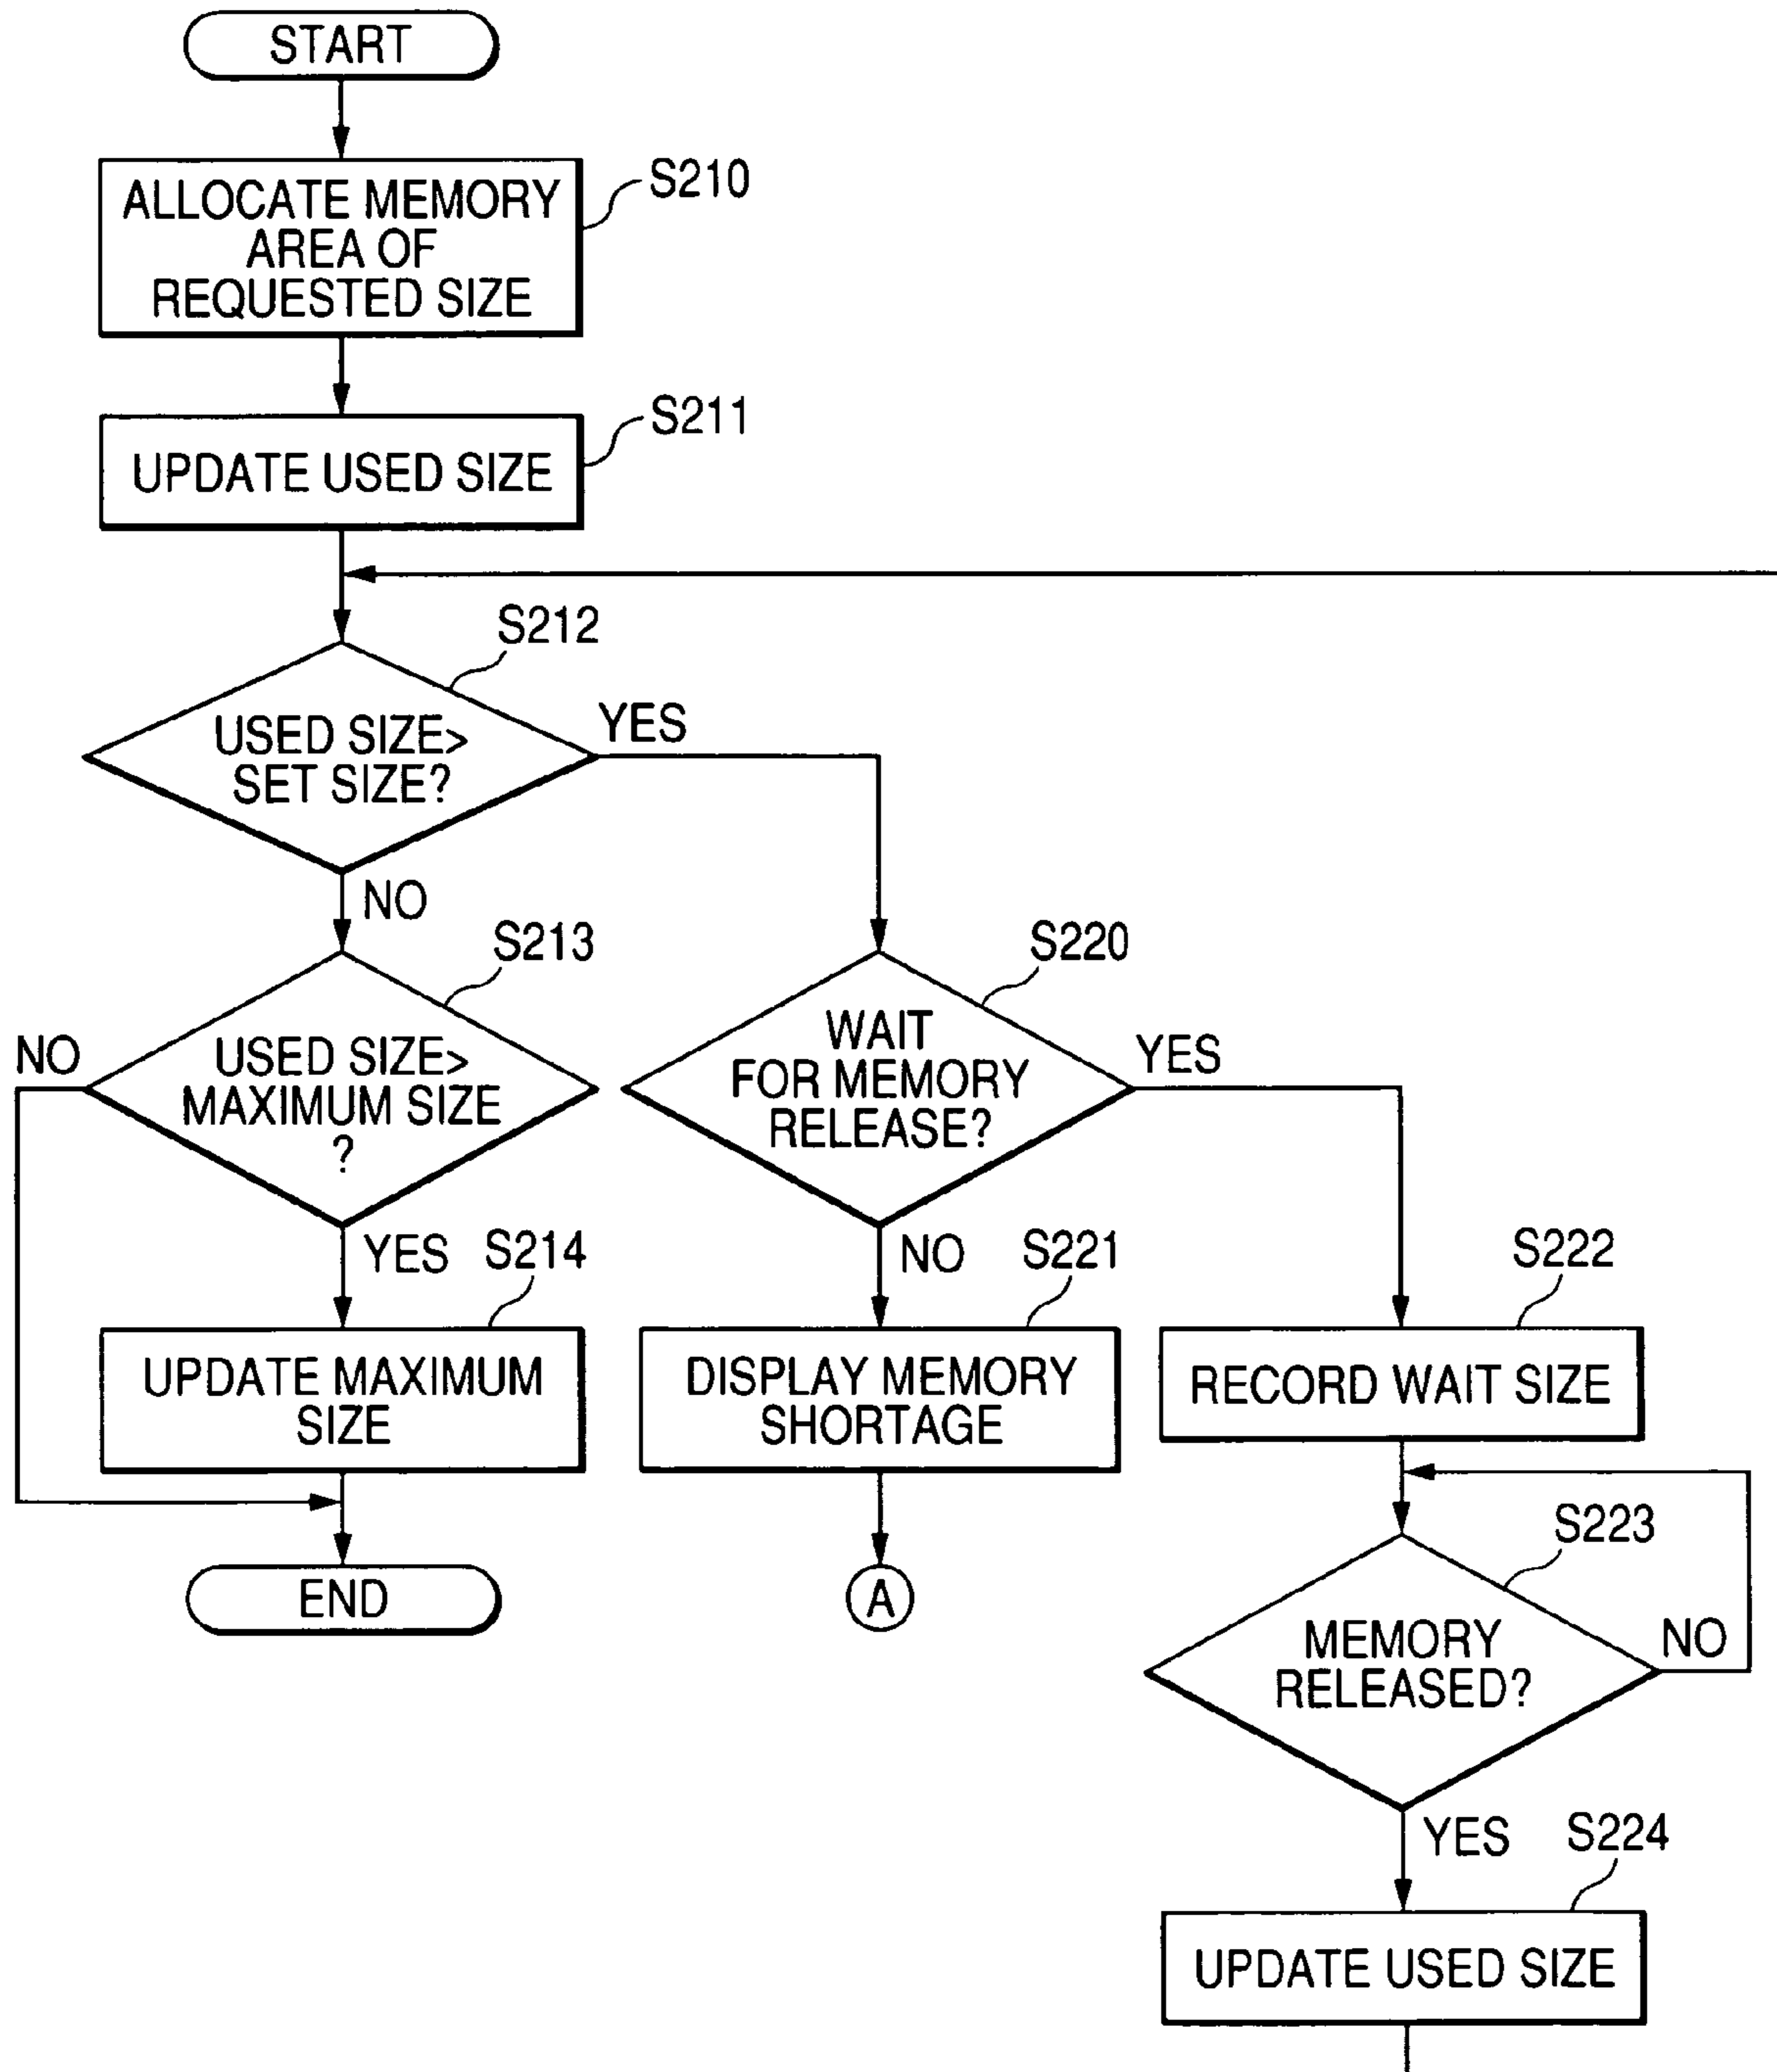 START
ALLOCATE MEMORY
AREA OF
REQUESTED SIZE
S210
UPDATE USED SIZE
S211
S212
USED SIZE>
SET SIZE?
YES
NO
S213
USED SIZE>
MAXIMUM SIZE
?
NO
YES
S214
UPDATE MAXIMUM
SIZE
END
S220
WAIT
FOR MEMORY
RELEASE?
YES
NO
S221
DISPLAY MEMORY
SHORTAGE
A
S222
RECORD WAIT SIZE
S223
MEMORY
RELEASED?
NO
YES
S224
UPDATE USED SIZE